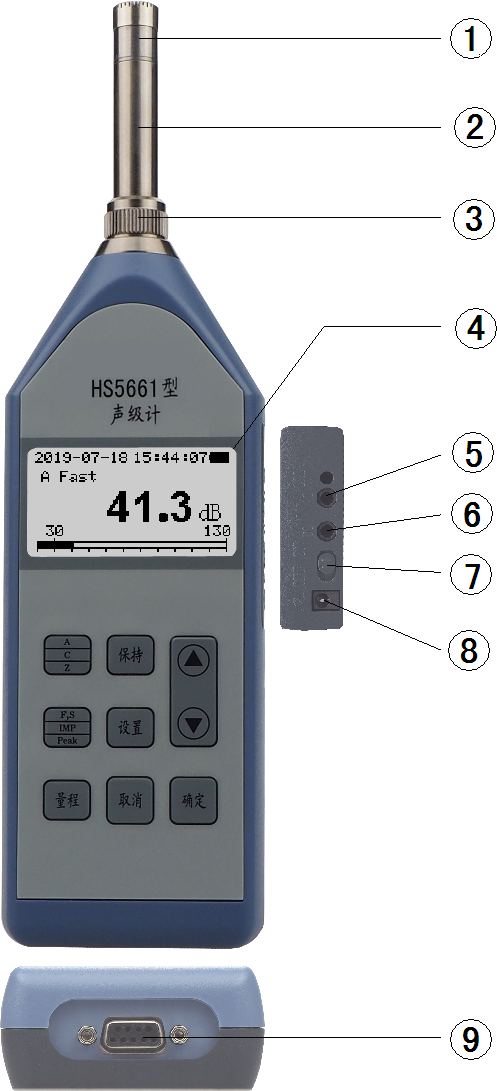 ①
②
③
④
HS5661型
声级计
2019-07-18 15:44:07
A Fast
41.3 dB
30 130
⑤
⑥
⑦
⑧
A
C
Z
保持
F,S
IMP
Peak
设置
量程
取消
确定
⑨